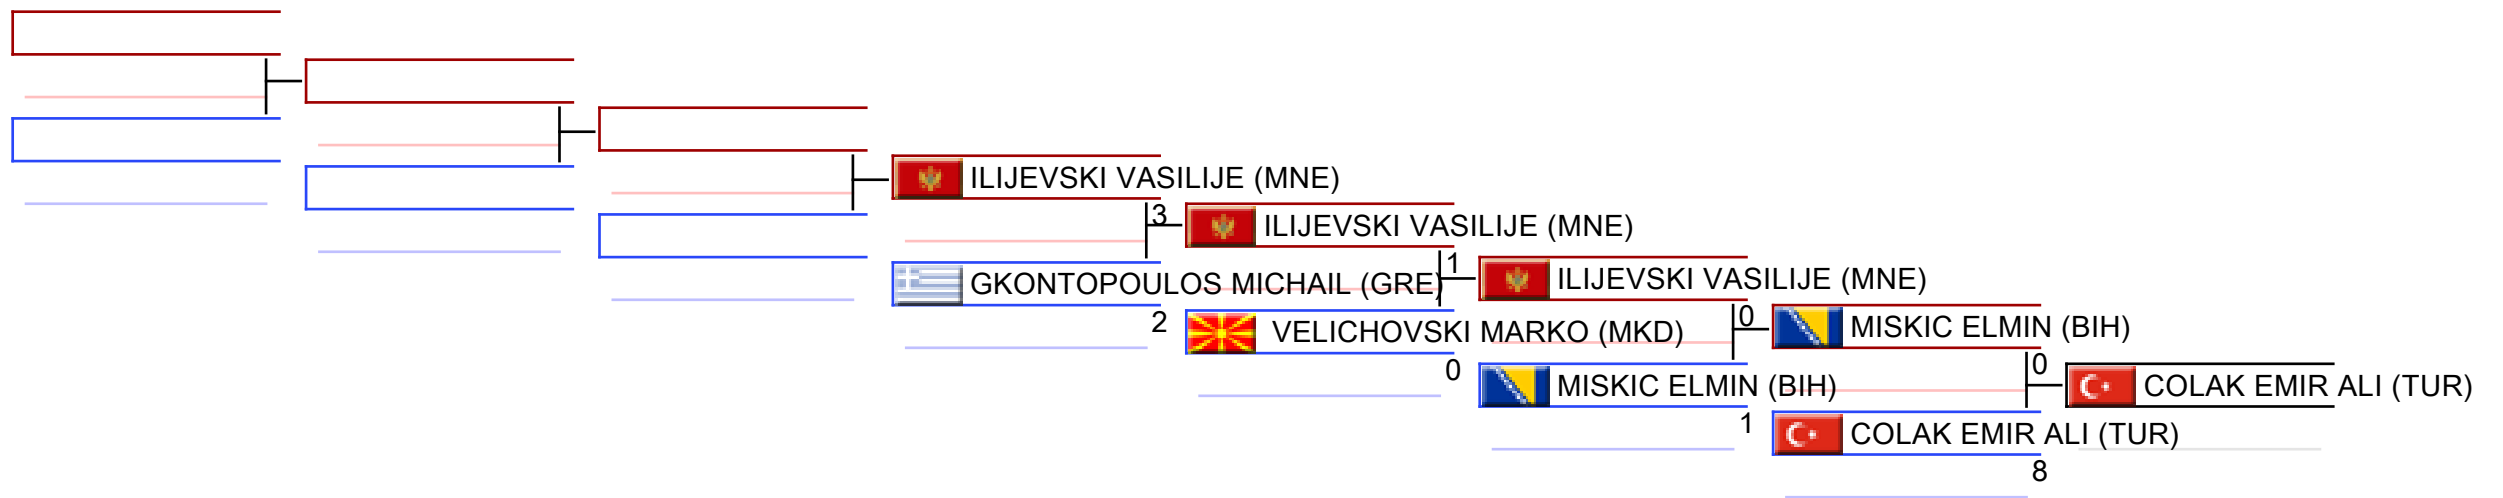 ILIJEVSKI VASILIJE (MNE)
3
ILIJEVSKI VASILIJE (MNE)
GKONTOPOULOS MICHAIL (GRE)
2
1
ILIJEVSKI VASILIJE (MNE)
VELICHOVSKI MARKO (MKD)
0
0
MISKIC ELMIN (BIH)
MISKIC ELMIN (BIH)
1
0
COLAK EMIR ALI (TUR)
COLAK EMIR ALI (TUR)
8